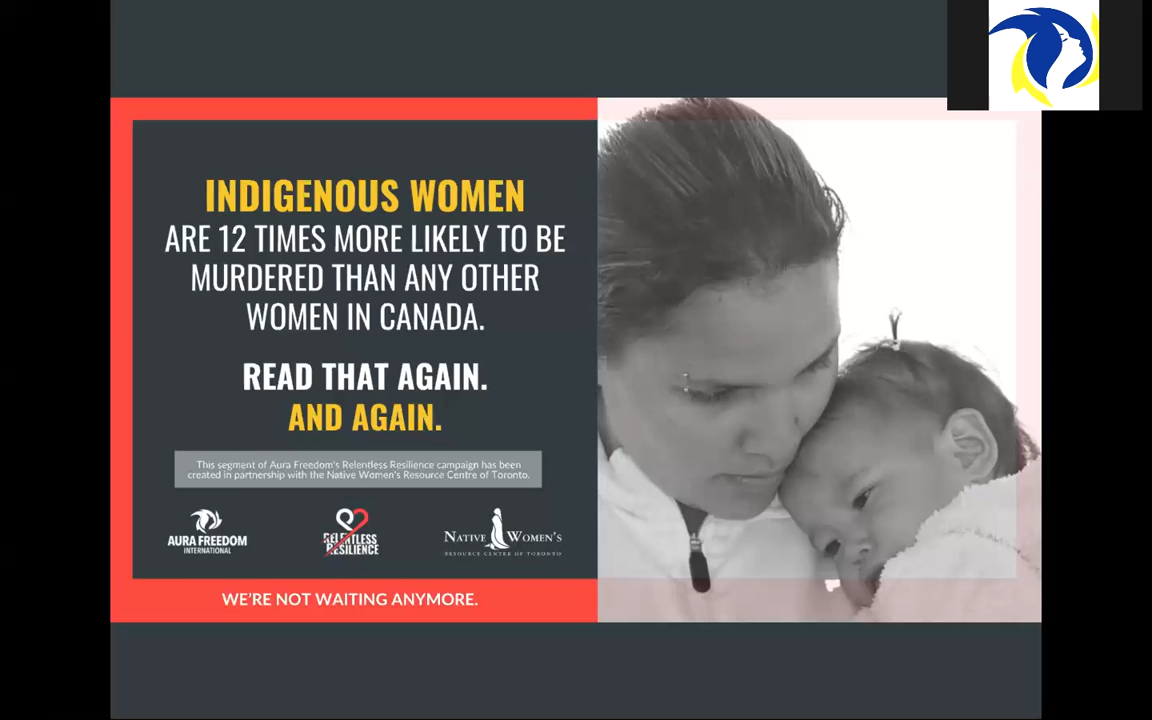 INDIGENOUS WOMEN
ARE 12 TIMES MORE LIKELY TO BE
MURDERED THAN ANY OTHER
WOMEN IN CANADA.
READ THAT AGAIN.
AND AGAIN.
This segment of Aura Freedom's Relentless Resilience campaign has been
created in partnership with the Native Women's Resource Centre of Toronto.
AURA FREEDOM
INTERNATIONAL
RELENTLESS
RESILIENCE
NATIVE WOMEN'S
RESOURCE CENTRE OF TORONTO
WE'RE NOT WAITING ANYMORE.